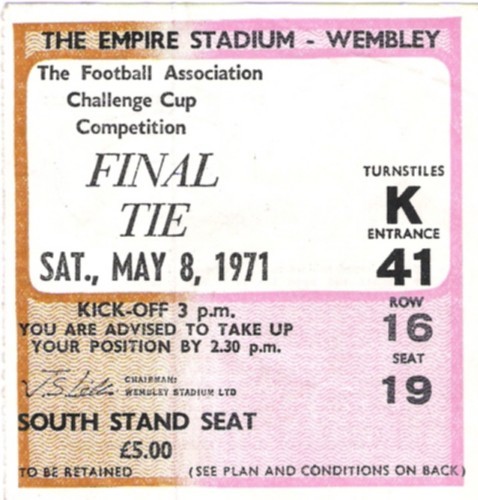 THE EMPIRE STADIUM - WEMBLEY
The Football Association
Challenge Cup
Competition
FINAL
TIE
SAT., MAY 8, 1971
TURNSTILES
K
ENTRANCE
41
ROW
16
SEAT
19
KICK-OFF 3 p.m.
YOU ARE ADVISED TO TAKE UP
YOUR POSITION BY 2.30 p.m.
CHAIRMAN:
WEMBLEY STADIUM LTD
SOUTH STAND SEAT
£5.00
TO BE RETAINED (SEE PLAN AND CONDITIONS ON BACK)